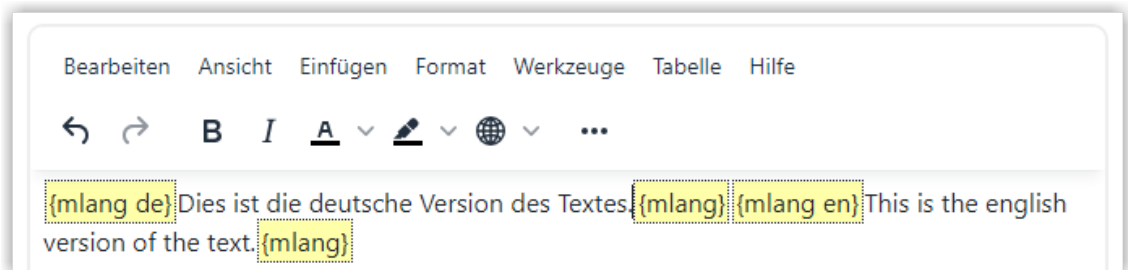 Bearbeiten Ansicht Einfügen Format Werkzeuge Tabelle Hilfe
B I A
{mlang de}Dies ist die deutsche Version des Textes.{mlang}{mlang en}This is the english
version of the text.{mlang}